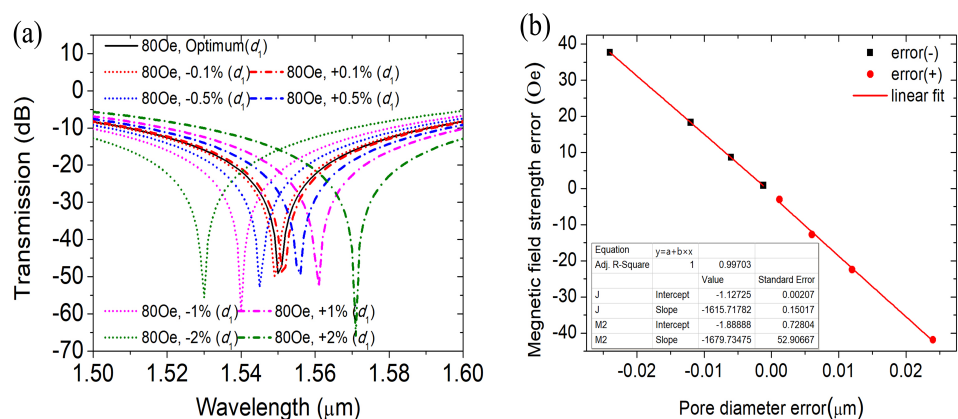 (a)
80Oe, Optimum(d1)
80Oe, -0.1% (d1) 80Oe, +0.1% (d1)
80Oe, -0.5% (d1) 80Oe, +0.5% (d1)
80Oe, -1% (d1) 80Oe, +1% (d1)
80Oe, -2% (d1) 80Oe, +2% (d1)
Transmission (dB)
10
0
-10
-20
-30
-40
-50
-60
-70
1.50 1.52 1.54 1.56 1.58 1.60
Wavelength (μm)
(b)
error(-)
error(+)
linear fit
Megnetic field strength error (Oe)
40
30
20
10
0
-10
-20
-30
-40
Equation y=a+b×x
Adj. R-Square 1 0.99703
Value Standard Error
J Intercept -1.12725 0.00207
J Slope -1615.71782 0.15017
M2 Intercept -1.88888 0.72804
M2 Slope -1679.73475 52.90667
-0.02 -0.01 0.00 0.01 0.02
Pore diameter error(μm)